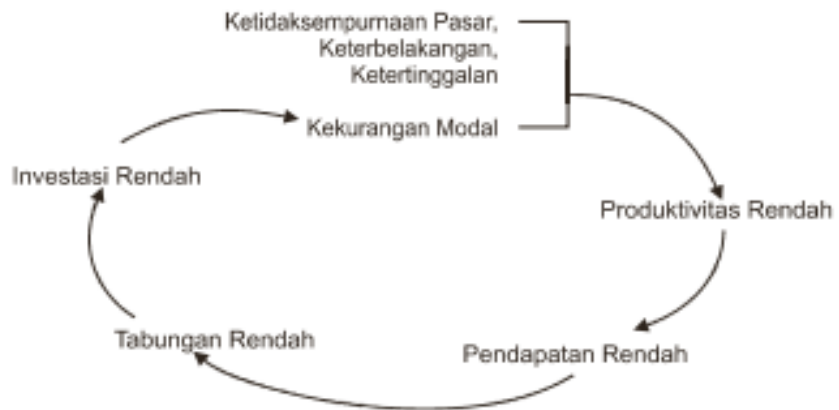 Ketidaksempurnaan Pasar,
Keterbelakangan,
Ketertinggalan
Kekurangan Modal
Investasi Rendah
Produktivitas Rendah
Tabungan Rendah
Pendapatan Rendah